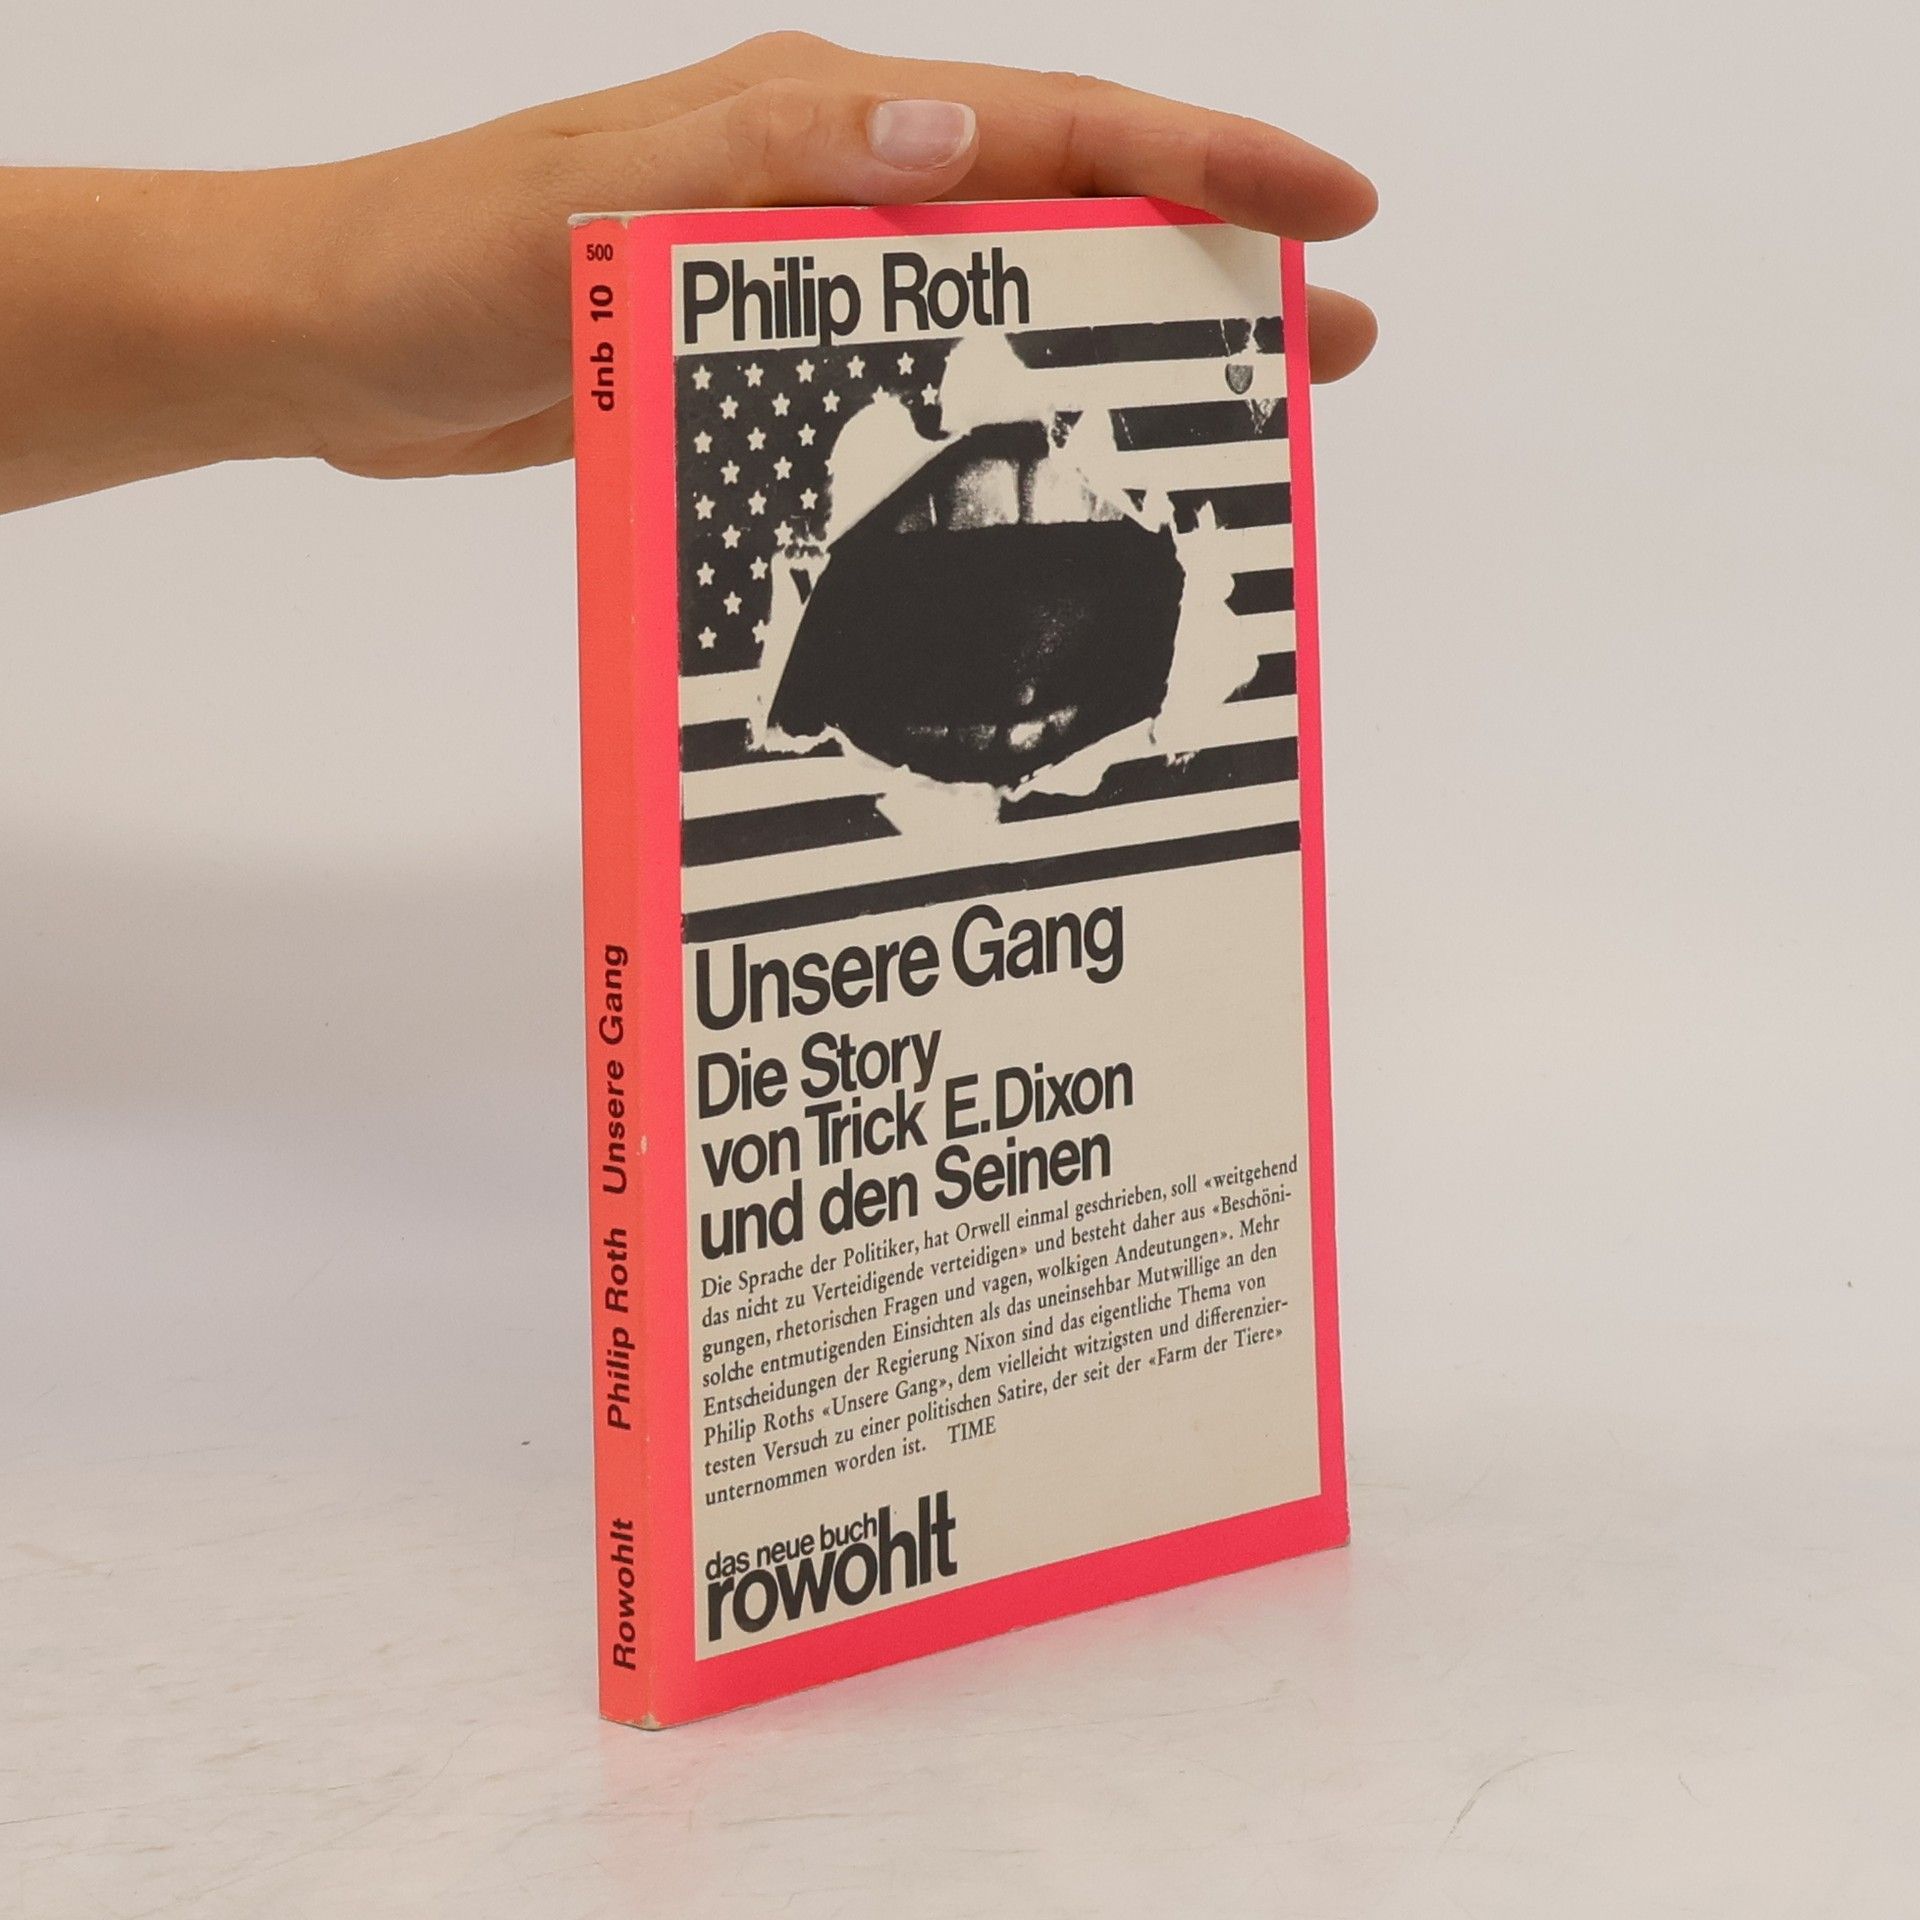 500
dnb 10
Philip Roth Unsere Gang
Rowohlt
Philip Roth
Unsere Gang
Die Story
von Trick E. Dixon
und den Seinen
Die Sprache der Politiker, hat Orwell einmal geschrieben, soll «weitgehend
das nicht zu Verteidigende verteidigen» und besteht daher aus «Beschöni-
gungen, rhetorischen Fragen und vagen, wolkigen Andeutungen». Mehr
solche entmutigenden Einsichten als das uneinsehbar Mutwillige an den
Entscheidungen der Regierung Nixon sind das eigentliche Thema von
Philip Roths «Unsere Gang», dem vielleicht witzigsten und differenzier-
testen Versuch zu einer politischen Satire, der seit der «Farm der Tiere»
unternommen worden ist. TIME
das neue buch
rowohlt